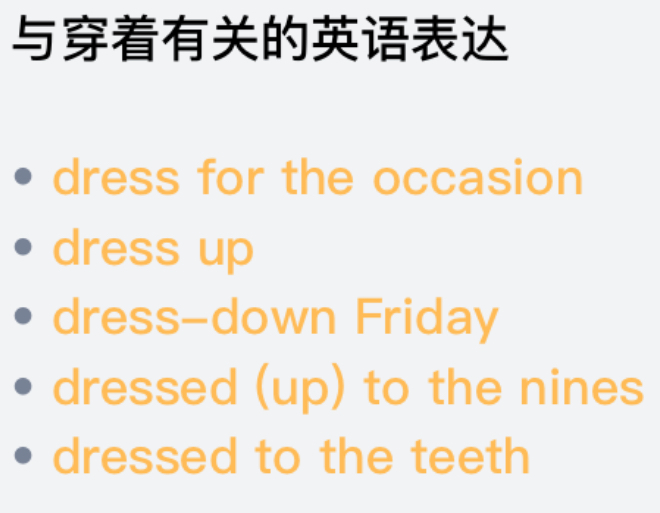 与穿着有关的英语表达
• dress for the occasion
• dress up
• dress-down Friday
• dressed (up) to the nines
• dressed to the teeth